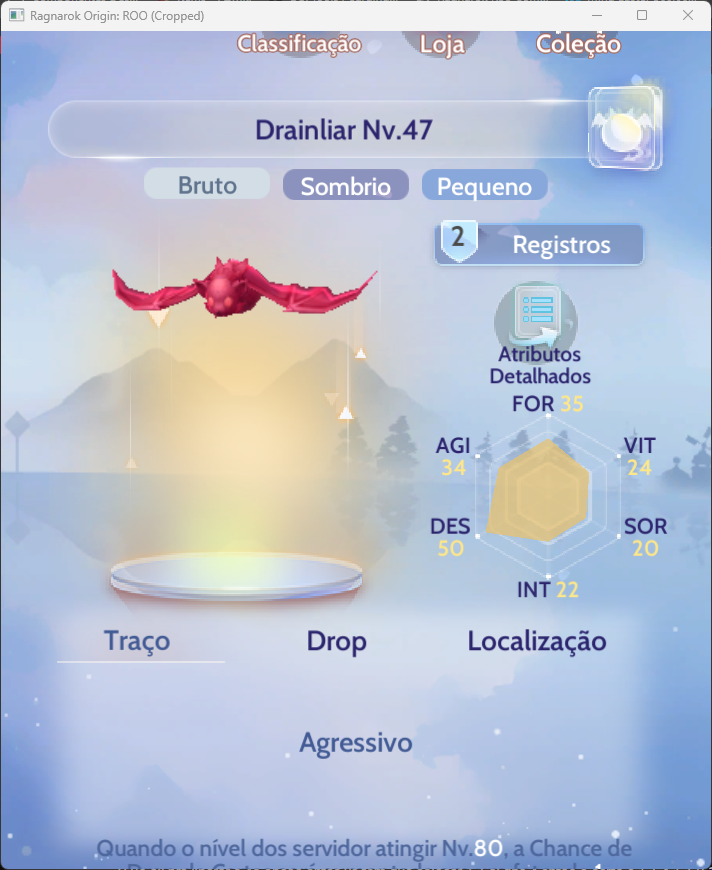 Ragnarok Origin: ROO (Cropped)
Classificação Loja Coleção
Drainliar Nv.47
Bruto Sombrio Pequeno
2 Registros
Atributos
Detalhados
FOR 35
AGI VIT
34 24
DES SOR
50 20
INT 22
Traço Drop Localização
Agressivo
Quando o nível dos servidor atingir Nv.80, a Chance de